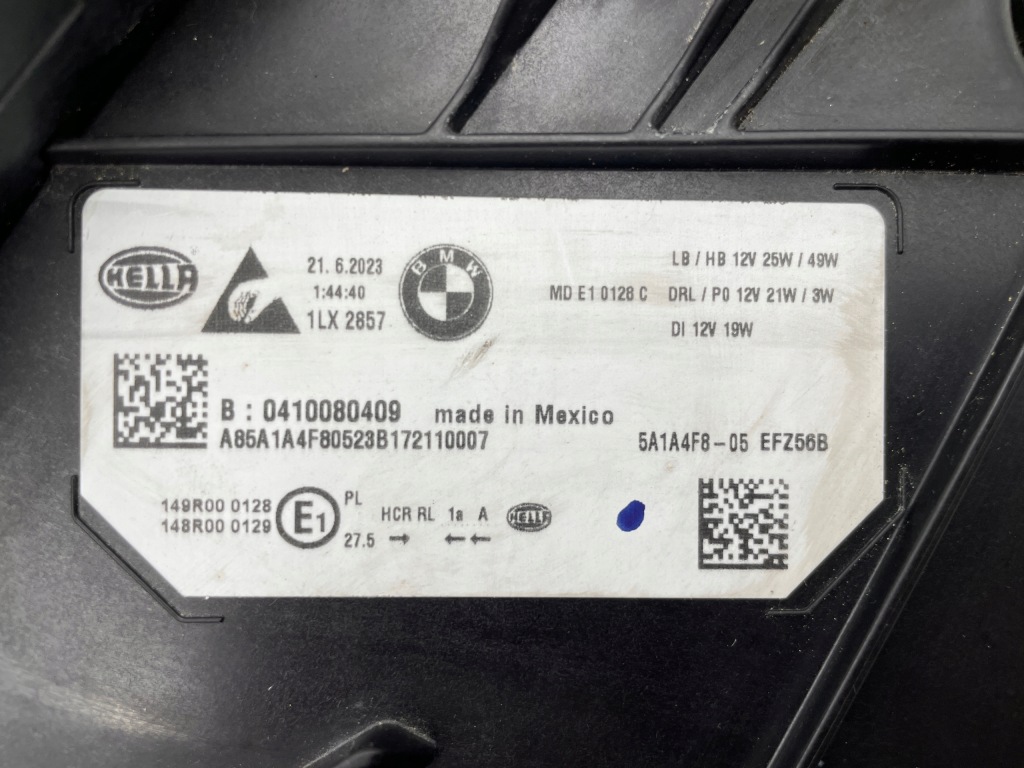 HELLA
21. 6.2023
1:44:40
1LX 2857
BMW
LB / HB 12V 25W / 49W
MD E1 0128 C DRL / PO 12V 21W / 3W
DI 12V 19W
B : 0410080409 made in Mexico
A85A1A4F80523B172110007
5A1A4F8-05 EFZ56B
149R00 0128
148R00 0129
E1
PL
27.5 →
HCR RL 1a A
←←
HELLA